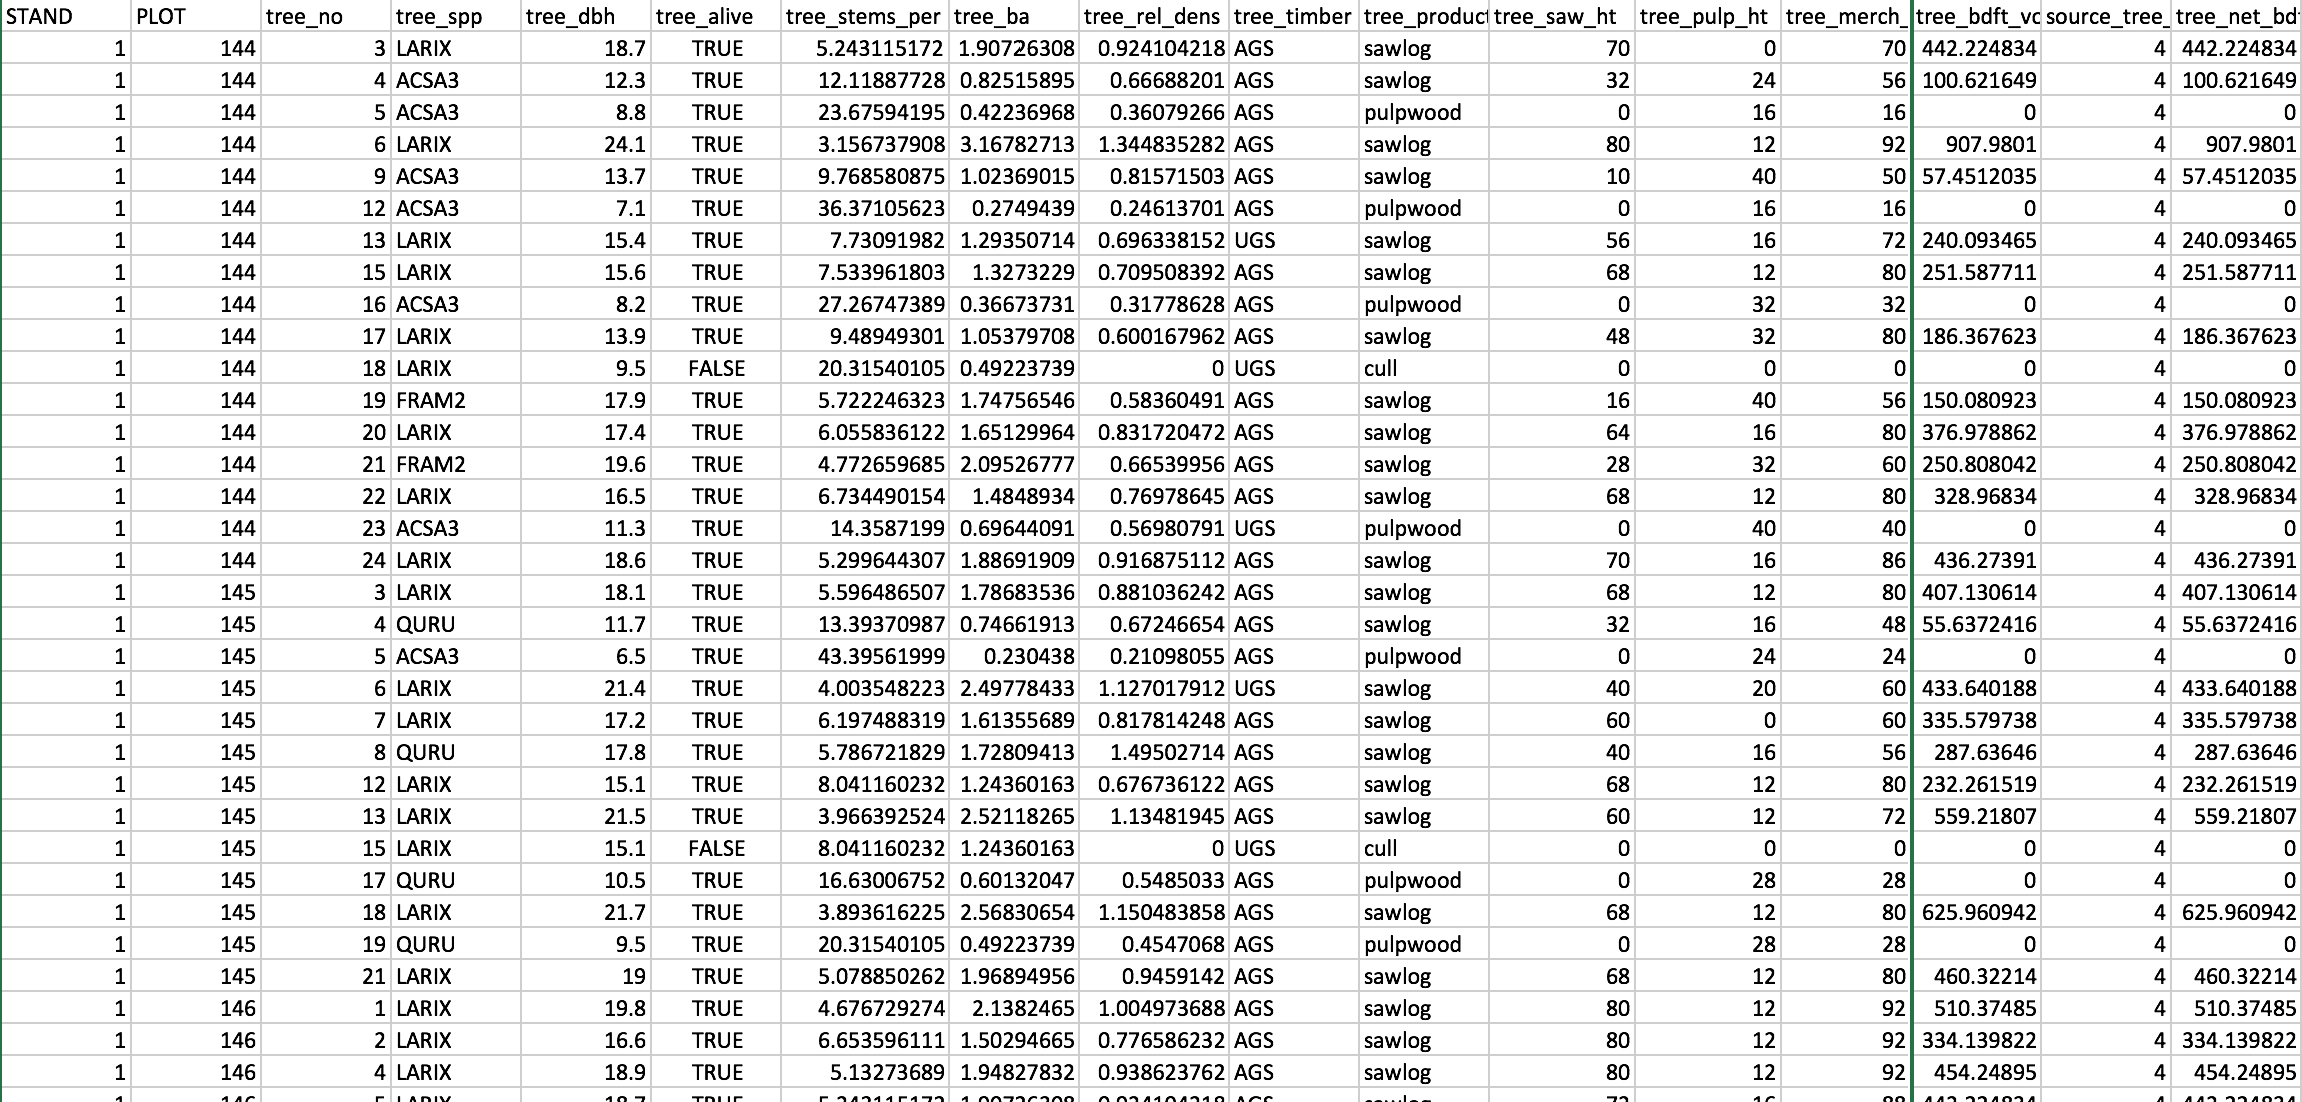 STAND PLOT tree_no tree_spp tree_dbh tree_alive tree_stems_per tree_ba tree_rel_dens tree_timber tree_product tree_saw_ht tree_pulp_ht tree_merch_ tree_bdft_vo source_tree_ tree_net_bd
1 144 3 LARIX 18.7 TRUE 5.243115172 1.90726308 0.924104218 AGS sawlog 70 0 70 442.224834 4 442.224834
1 144 4 ACSA3 12.3 TRUE 12.11887728 0.82515895 0.66688201 AGS sawlog 32 24 56 100.621649 4 100.621649
1 144 5 ACSA3 8.8 TRUE 23.67594195 0.42236968 0.36079266 AGS pulpwood 0 16 16 0 4 0
1 144 6 LARIX 24.1 TRUE 3.156737908 3.16782713 1.344835282 AGS sawlog 80 12 92 907.9801 4 907.9801
1 144 9 ACSA3 13.7 TRUE 9.768580875 1.02369015 0.81571503 AGS sawlog 10 40 50 57.4512035 4 57.4512035
1 144 12 ACSA3 7.1 TRUE 36.37105623 0.2749439 0.24613701 AGS pulpwood 0 16 16 0 4 0
1 144 13 LARIX 15.4 TRUE 7.73091982 1.29350714 0.696338152 UGS sawlog 56 16 72 240.093465 4 240.093465
1 144 15 LARIX 15.6 TRUE 7.533961803 1.3273229 0.709508392 AGS sawlog 68 12 80 251.587711 4 251.587711
1 144 16 ACSA3 8.2 TRUE 27.26747389 0.36673731 0.31778628 AGS pulpwood 0 32 32 0 4 0
1 144 17 LARIX 13.9 TRUE 9.48949301 1.05379708 0.600167962 AGS sawlog 48 32 80 186.367623 4 186.367623
1 144 18 LARIX 9.5 FALSE 20.31540105 0.49223739 0 UGS cull 0 0 0 0 4 0
1 144 19 FRAM2 17.9 TRUE 5.722246323 1.74756546 0.58360491 AGS sawlog 16 40 56 150.080923 4 150.080923
1 144 20 LARIX 17.4 TRUE 6.055836122 1.65129964 0.831720472 AGS sawlog 64 16 80 376.978862 4 376.978862
1 144 21 FRAM2 19.6 TRUE 4.772659685 2.09526777 0.66539956 AGS sawlog 28 32 60 250.808042 4 250.808042
1 144 22 LARIX 16.5 TRUE 6.734490154 1.4848934 0.76978645 AGS sawlog 68 12 80 328.96834 4 328.96834
1 144 23 ACSA3 11.3 TRUE 14.3587199 0.69644091 0.56980791 UGS pulpwood 0 40 40 0 4 0
1 144 24 LARIX 18.6 TRUE 5.299644307 1.88691909 0.916875112 AGS sawlog 70 16 86 436.27391 4 436.27391
1 145 3 LARIX 18.1 TRUE 5.596486507 1.78683536 0.881036242 AGS sawlog 68 12 80 407.130614 4 407.130614
1 145 4 QURU 11.7 TRUE 13.39370987 0.74661913 0.67246654 AGS sawlog 32 16 48 55.6372416 4 55.6372416
1 145 5 ACSA3 6.5 TRUE 43.39561999 0.230438 0.21098055 AGS pulpwood 0 24 24 0 4 0
1 145 6 LARIX 21.4 TRUE 4.003548223 2.49778433 1.127017912 UGS sawlog 40 20 60 433.640188 4 433.640188
1 145 7 LARIX 17.2 TRUE 6.197488319 1.61355689 0.817814248 AGS sawlog 60 0 60 335.579738 4 335.579738
1 145 8 QURU 17.8 TRUE 5.786721829 1.72809413 1.49502714 AGS sawlog 40 16 56 287.63646 4 287.63646
1 145 12 LARIX 15.1 TRUE 8.041160232 1.24360163 0.676736122 AGS sawlog 68 12 80 232.261519 4 232.261519
1 145 13 LARIX 21.5 TRUE 3.966392524 2.52118265 1.13481945 AGS sawlog 60 12 72 559.21807 4 559.21807
1 145 15 LARIX 15.1 FALSE 8.041160232 1.24360163 0 UGS cull 0 0 0 0 4 0
1 145 17 QURU 10.5 TRUE 16.63006752 0.60132047 0.5485033 AGS pulpwood 0 28 28 0 4 0
1 145 18 LARIX 21.7 TRUE 3.893616225 2.56830654 1.150483858 AGS sawlog 68 12 80 625.960942 4 625.960942
1 145 19 QURU 9.5 TRUE 20.31540105 0.49223739 0.4547068 AGS pulpwood 0 28 28 0 4 0
1 145 21 LARIX 19 TRUE 5.078850262 1.96894956 0.9459142 AGS sawlog 68 12 80 460.32214 4 460.32214
1 146 1 LARIX 19.8 TRUE 4.676729274 2.1382465 1.004973688 AGS sawlog 80 12 92 510.37485 4 510.37485
1 146 2 LARIX 16.6 TRUE 6.653596111 1.50294665 0.776586232 AGS sawlog 80 12 92 334.139822 4 334.139822
1 146 4 LARIX 18.9 TRUE 5.13273689 1.94827832 0.938623762 AGS sawlog 80 12 92 454.24895 4 454.24895